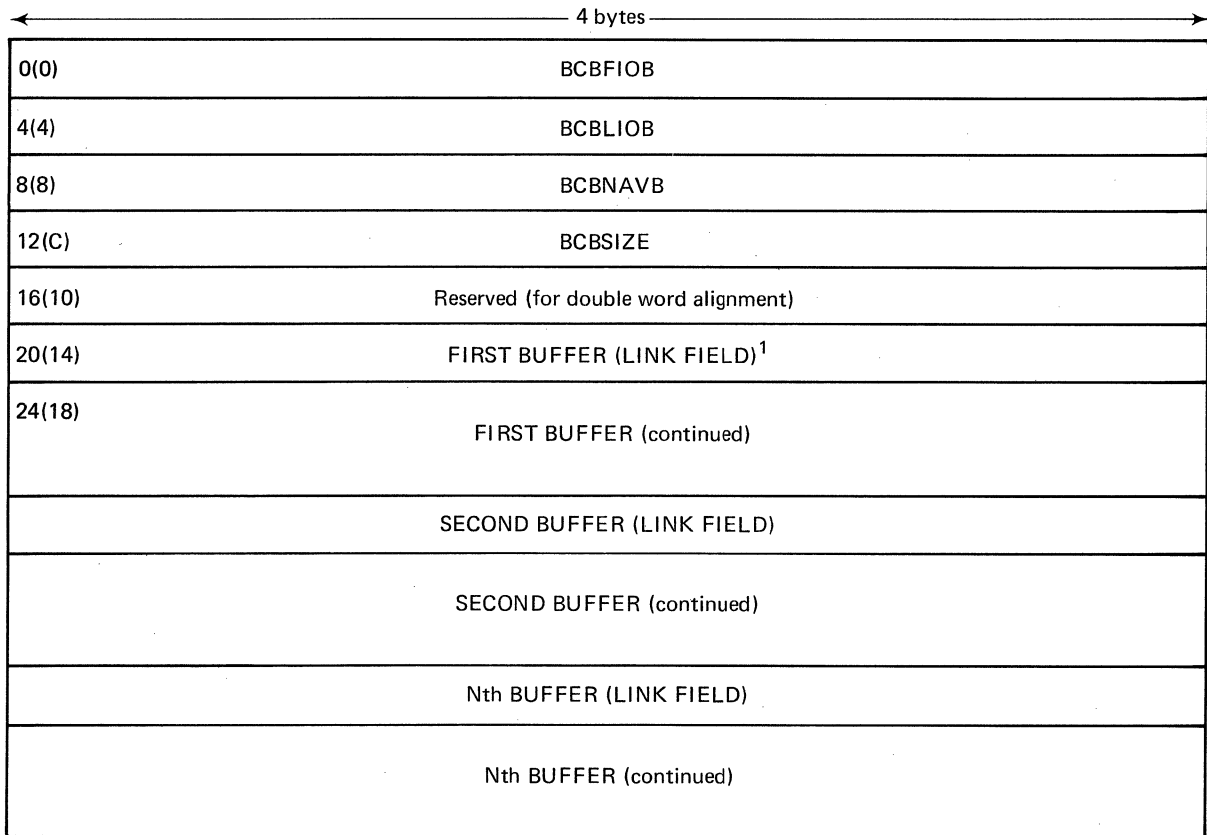 4 bytes
0(0) BCBFIOB
4(4) BCBLIOB
8(8) BCBNAVB
12(C) BCBSIZE
16(10) Reserved (for double word alignment)
20(14) FIRST BUFFER (LINK FIELD)1
24(18)
FIRST BUFFER (continued)
SECOND BUFFER (LINK FIELD)
SECOND BUFFER (continued)
Nth BUFFER (LINK FIELD)
Nth BUFFER (continued)